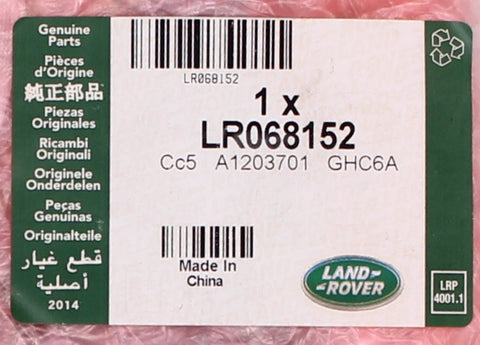 Genuine
Parts
Pièces
d'Origine
純正部品
Piezas
Originales
Ricambi
Originali
Originele
Onderdelen
Peças
Genuinas
Originalteile
قطع غيار
أصلية
2014
LR068152
1 x
LR068152
Cc5 A1203701 GHC6A
Made In
China
LAND-
-ROVER
LRP
4001.1